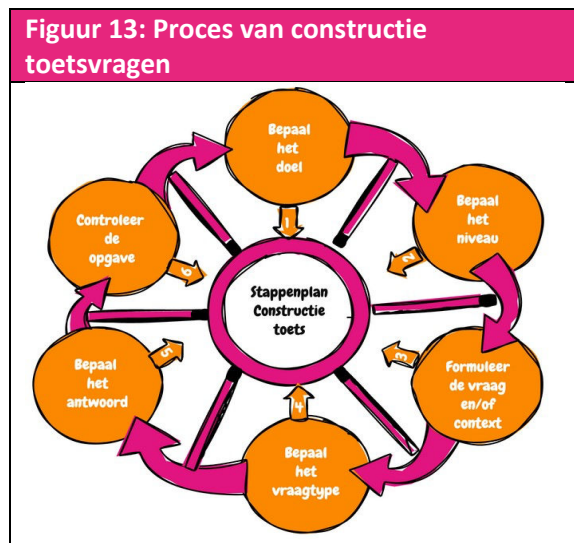 Figuur 13: Proces van constructie
toetsvragen
Bepaal
het
doel
1
Bepaal
het
niveau
2
Formuleer
de vraag
en/of
context
3
Bepaal
het
vraagtype
4
Bepaal
het
antwoord
5
Controleer
de
opgave
6
Stappenplan
Constructie
toets